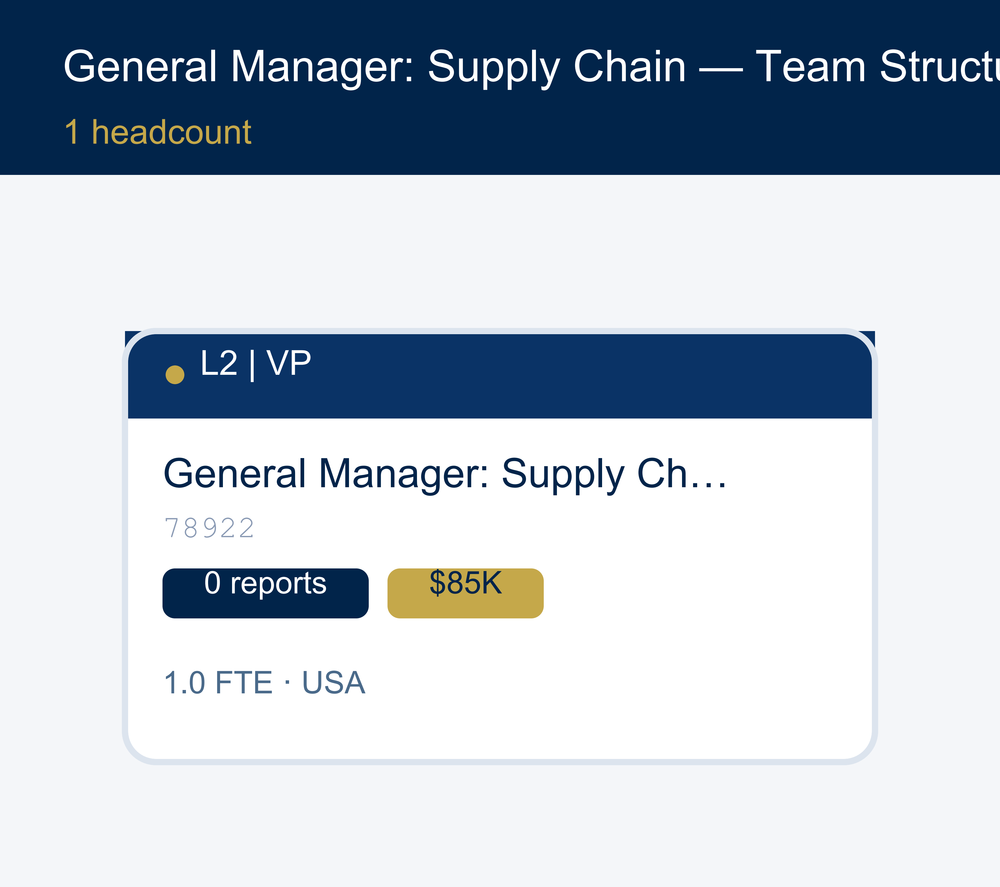 General Manager: Supply Chain — Team Structu
1 headcount
L2 | VP
General Manager: Supply Ch…
78922
0 reports
$85K
1.0 FTE · USA